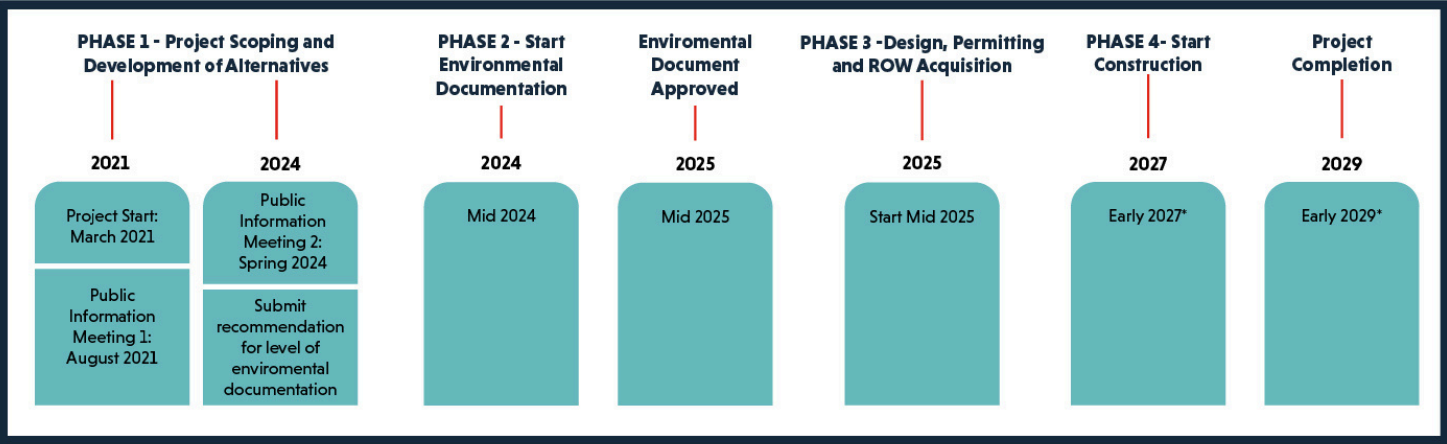 PHASE 1 - Project Scoping and
Development of Alternatives
2021
Project Start:
March 2021
Public
Information
Meeting 1:
August 2021
2024
Public
Information
Meeting 2:
Spring 2024
Submit
recommendation
for level of
enviromental
documentation
PHASE 2 - Start
Environmental
Documentation
2024
Mid 2024
Enviromental
Document
Approved
2025
Mid 2025
PHASE 3 -Design, Permitting
and ROW Acquisition
2025
Start Mid 2025
PHASE 4- Start
Construction
2027
Early 2027*
Project
Completion
2029
Early 2029*